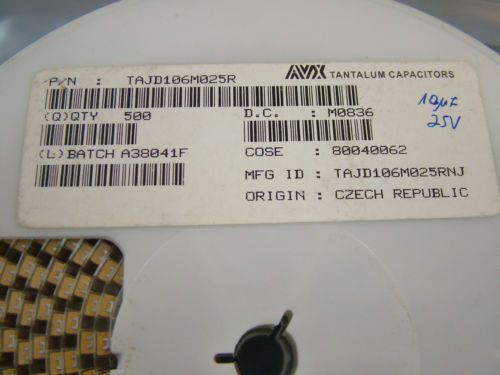 P/N : TAJD106M025R
AVX TANTALUM CAPACITORS
(Q)QTY 500
D.C. : M0836
10µF
25V
(L)BATCH A38041F
COSE : 80040062
MFG ID : TAJD106M025RNJ
ORIGIN : CZECH REPUBLIC